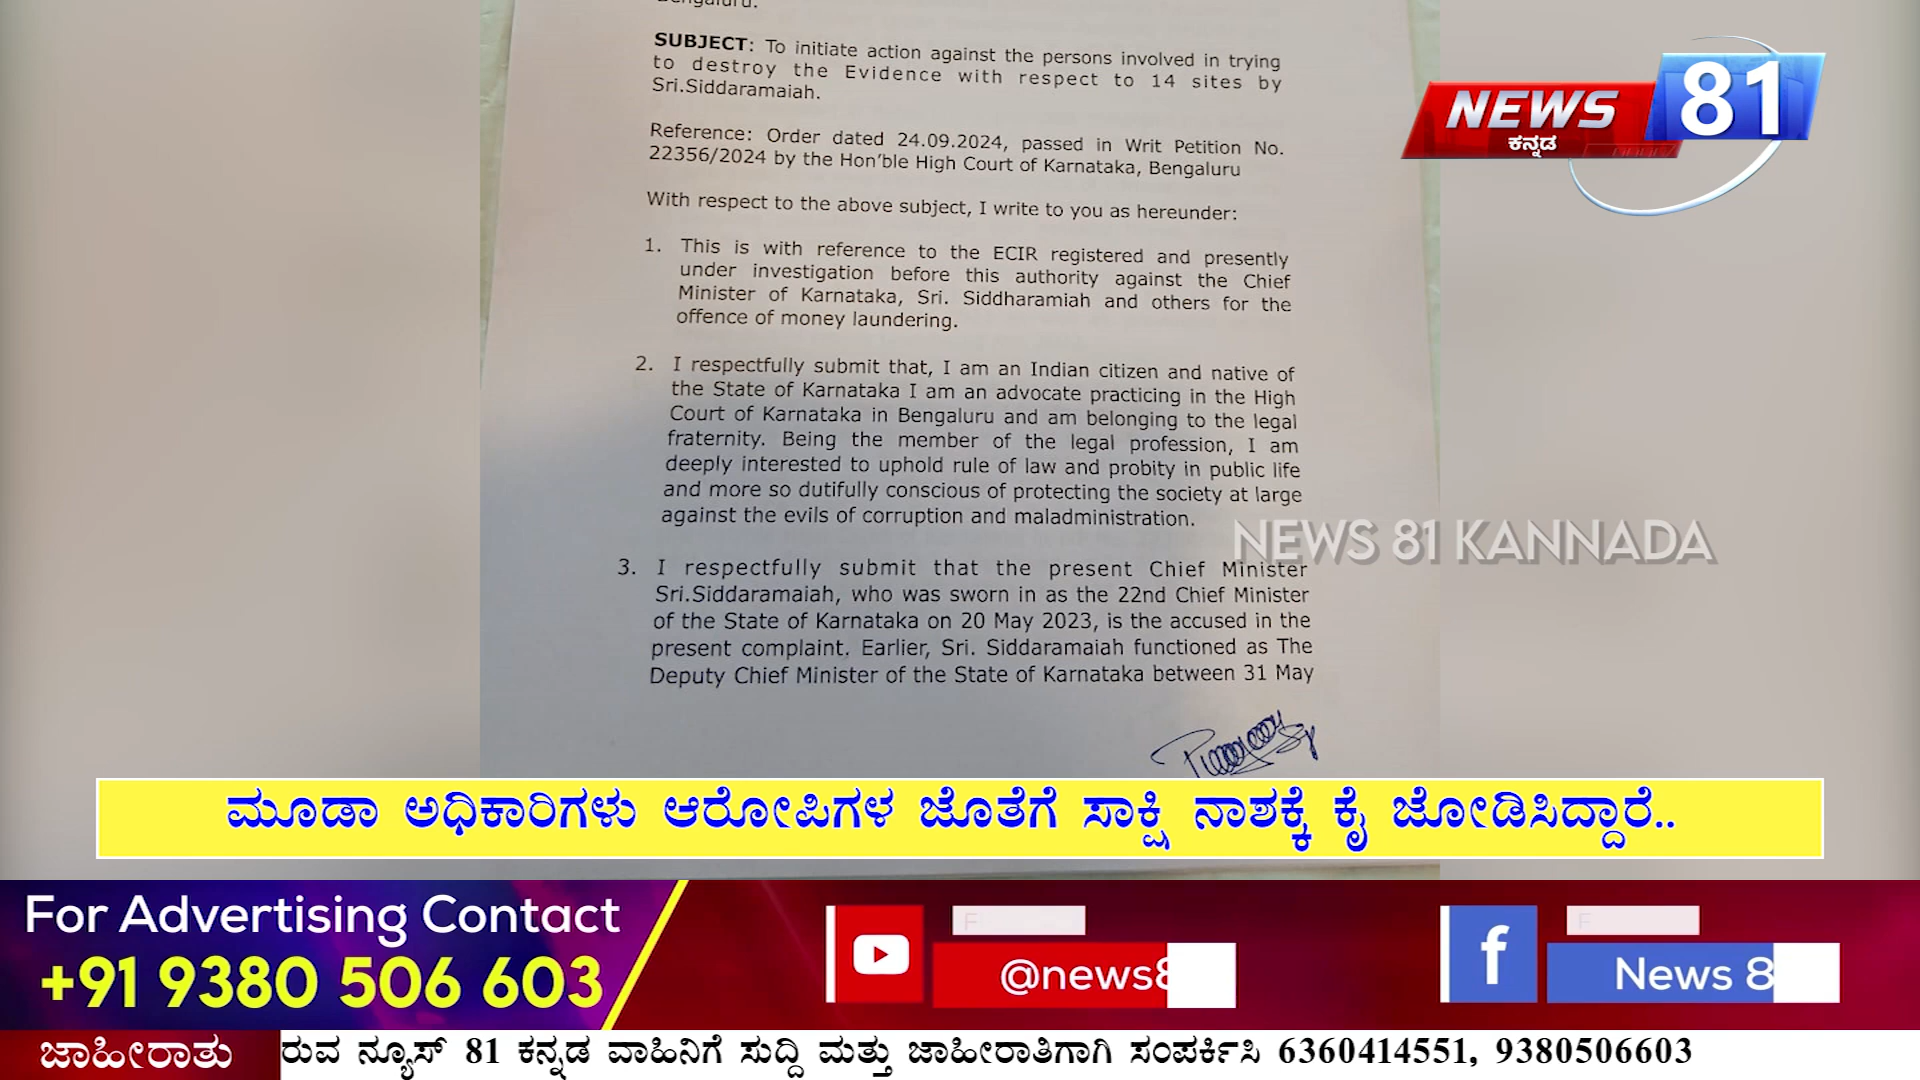 Bengaluru.
SUBJECT: To initiate action against the persons involved in trying
to destroy the Evidence with respect to 14 sites by
Sri.Siddaramaiah.
Reference: Order dated 24.09.2024, passed in Writ Petition No.
22356/2024 by the Hon'ble High Court of Karnataka, Bengaluru
With respect to the above subject, I write to you as hereunder:
1. This is with reference to the ECIR registered and presently
under investigation before this authority against the Chief
Minister of Karnataka, Sri. Siddharamiah and others for the
offence of money laundering.
2. I respectfully submit that, I am an Indian citizen and native of
the State of Karnataka I am an advocate practicing in the High
Court of Karnataka in Bengaluru and am belonging to the legal
fraternity. Being the member of the legal profession, I am
deeply interested to uphold rule of law and probity in public life
and more so dutifully conscious of protecting the society at large
against the evils of corruption and maladministration.
3. I respectfully submit that the present Chief Minister
Sri.Siddaramaiah, who was sworn in as the 22nd Chief Minister
of the State of Karnataka on 20 May 2023, is the accused in the
present complaint. Earlier, Sri. Siddaramaiah functioned as The
Deputy Chief Minister of the State of Karnataka between 31 May
NEWS 81
ಕನ್ನಡ
NEWS 81 KANNADA
ಮೂಡಾ ಅಧಿಕಾರಿಗಳು ಆರೋಪಿಗಳ ಜೊತೆಗೆ ಸಾಕ್ಷಿ ನಾಶಕ್ಕೆ ಕೈ ಜೋಡಿಸಿದ್ದಾರೆ..
For Advertising Contact
+91 9380 506 603
@news8
News 8
ಜಾಹೀರಾತು
ರುವ ನ್ಯೂಸ್ 81 ಕನ್ನಡ ವಾಹಿನಿಗೆ ಸುದ್ದಿ ಮತ್ತು ಜಾಹೀರಾತಿಗಾಗಿ ಸಂಪರ್ಕಿಸಿ 6360414551, 9380506603